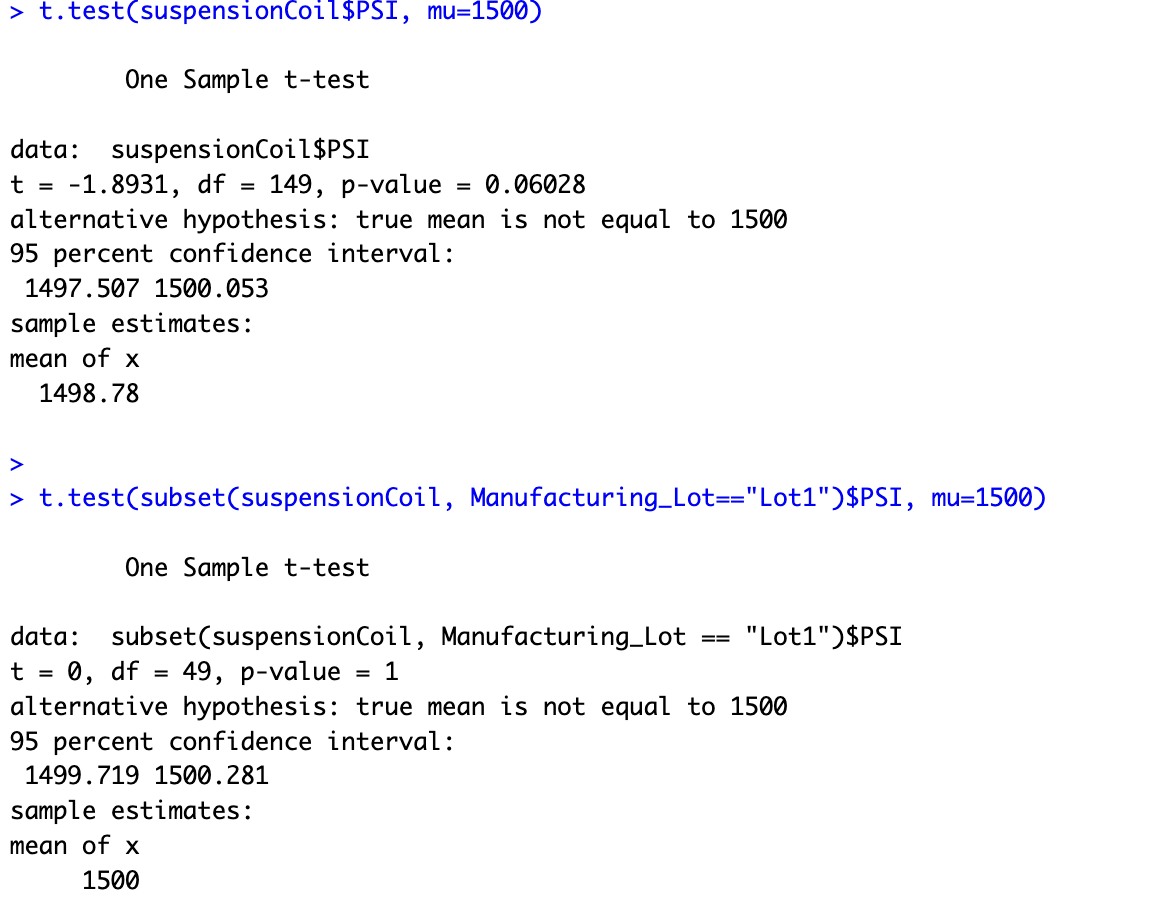 > t.test(suspensionCoil$PSI, mu=1500)
One Sample t-test
data:  suspensionCoil$PSI
t = -1.8931, df = 149, p-value = 0.06028
alternative hypothesis: true mean is not equal to 1500
95 percent confidence interval:
 1497.507 1500.053
sample estimates:
mean of x
  1498.78
>
> t.test(subset(suspensionCoil, Manufacturing_Lot=="Lot1")$PSI, mu=1500)
One Sample t-test
data:  subset(suspensionCoil, Manufacturing_Lot == "Lot1")$PSI
t = 0, df = 49, p-value = 1
alternative hypothesis: true mean is not equal to 1500
95 percent confidence interval:
 1499.719 1500.281
sample estimates:
mean of x
     1500